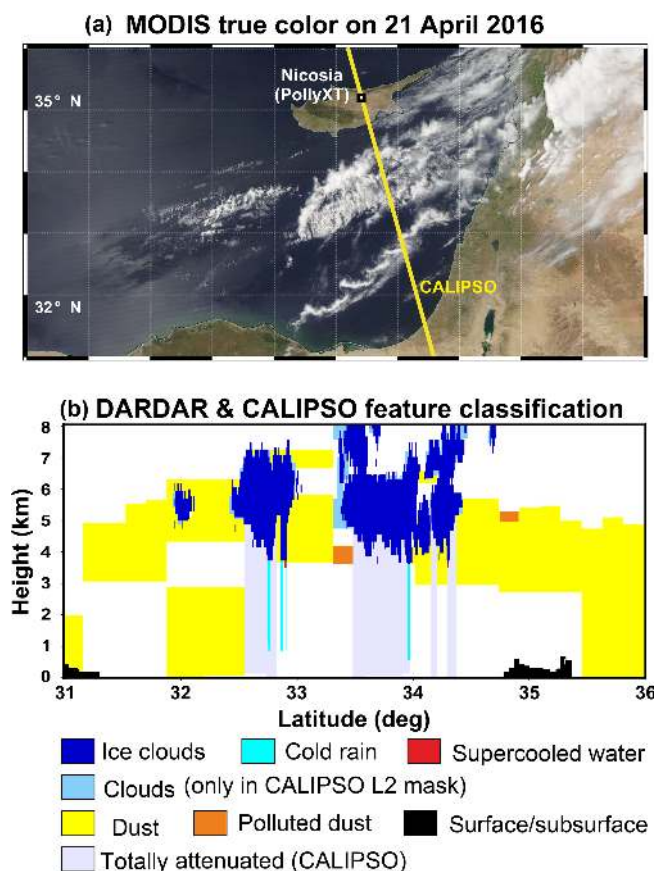 (a) MODIS true color on 21 April 2016
Nicosia
(PollyXT)
35° N
32° N
CALIPSO
(b) DARDAR & CALIPSO feature classification
8
7
6
5
4
3
2
1
0
Height (km)
31 32 33 34 35 36
Latitude (deg)
Ice clouds Cold rain Supercooled water
Clouds (only in CALIPSO L2 mask)
Dust Polluted dust Surface/subsurface
Totally attenuated (CALIPSO)